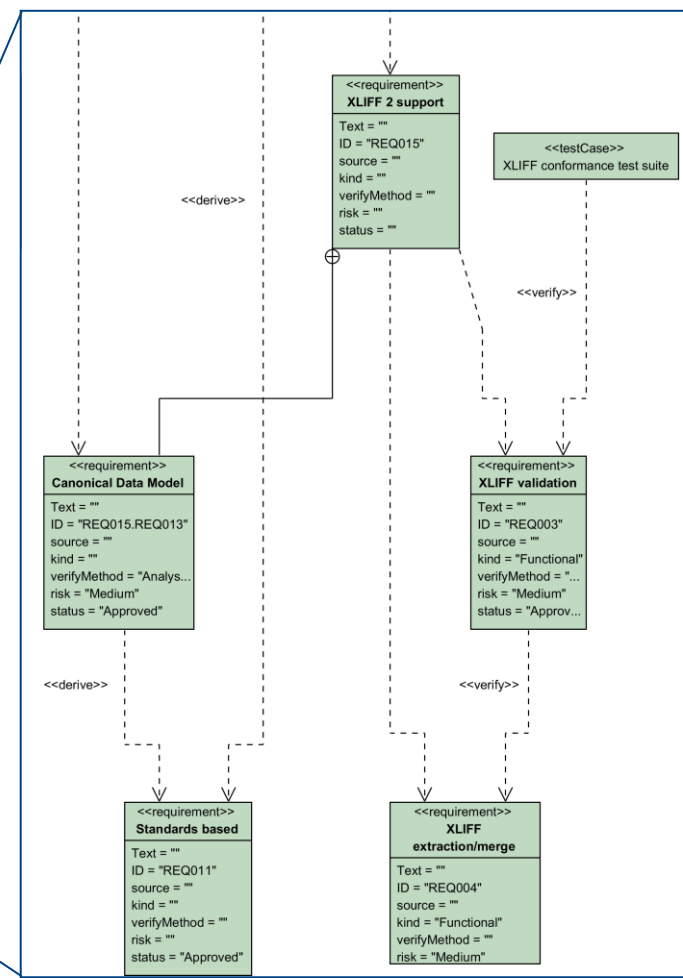 <<requirement>>
XLIFF 2 support
Text = ""
ID = "REQ015"
source = ""
kind = ""
verifyMethod = ""
risk = ""
status = ""
<<testCase>>
XLIFF conformance test suite
<<derive>>
<<verify>>
<<requirement>>
Canonical Data Model
Text = ""
ID = "REQ015.REQ013"
source = ""
kind = ""
verifyMethod = "Analys...
risk = "Medium"
status = "Approved"
<<requirement>>
XLIFF validation
Text = ""
ID = "REQ003"
source = ""
kind = "Functional"
verifyMethod = "...
risk = "Medium"
status = "Approv...
<<derive>>
<<verify>>
<<requirement>>
Standards based
Text = ""
ID = "REQ011"
source = ""
kind = ""
verifyMethod = ""
risk = ""
status = "Approved"
<<requirement>>
XLIFF
extraction/merge
Text = ""
ID = "REQ004"
source = ""
kind = "Functional"
verifyMethod = ""
risk = "Medium"